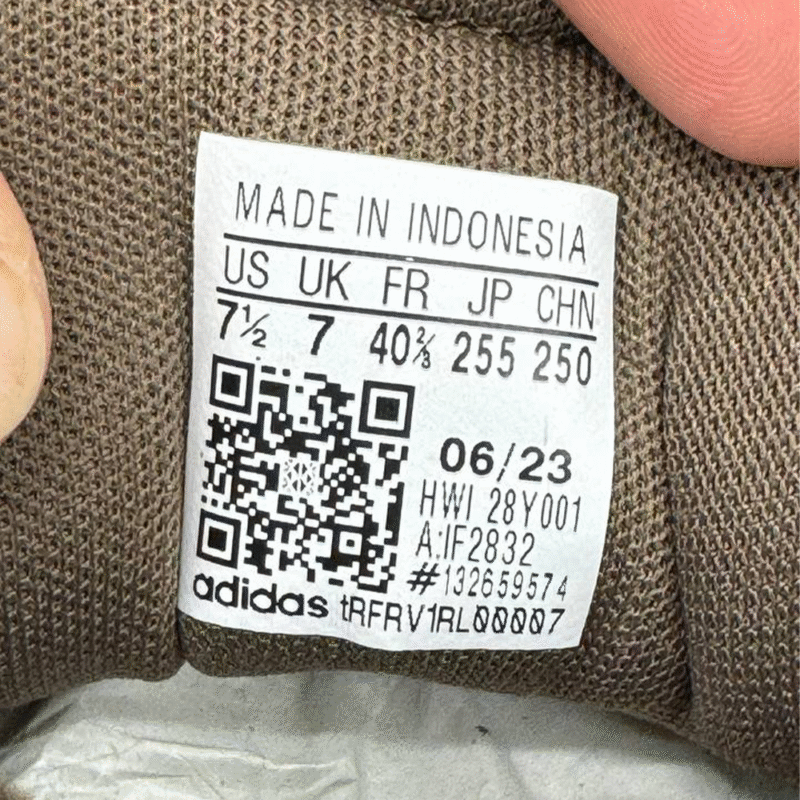 MADE IN INDONESIA
US UK FR JP CHN
7½ 7 40⅔ 255 250
06/23
HWI 28Y001
A:IF2832
#132659574
adidas tRFRV1RL00007